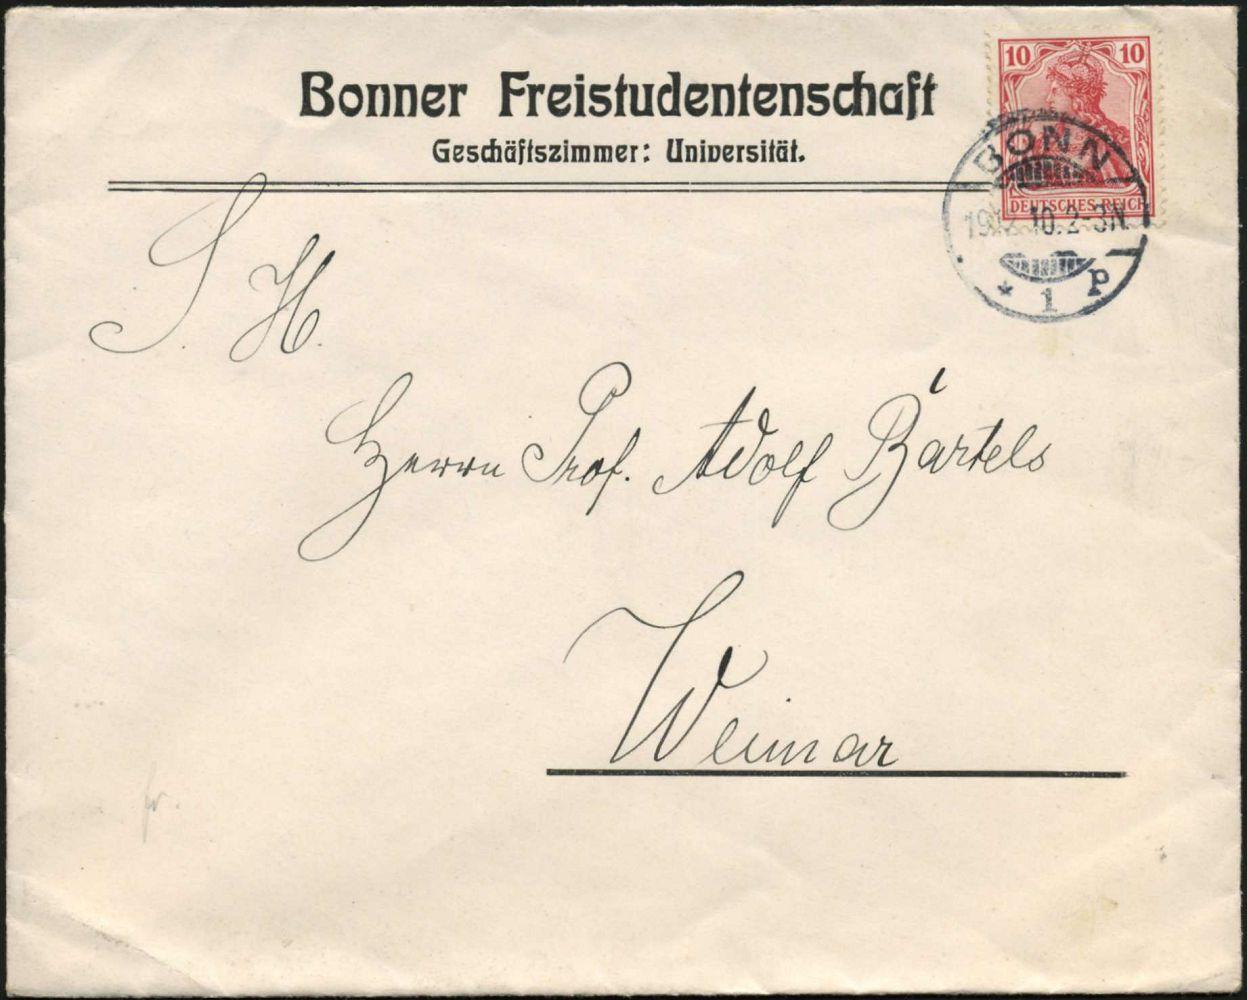 Bonner Freistudentenschaft
Geschäftszimmer: Universität.
10 10
DEUTSCHES REICH
BONN
10.2-3N.
* 1 p
S. H.
Herrn Prof. Adolf Bartels
Weimar